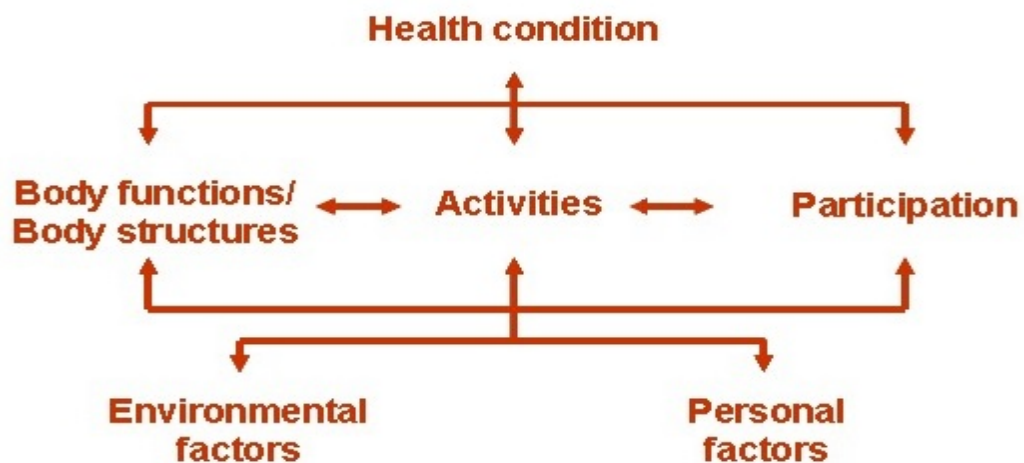 Health condition
Body functions/
Body structures
Activities
Participation
Environmental
factors
Personal
factors